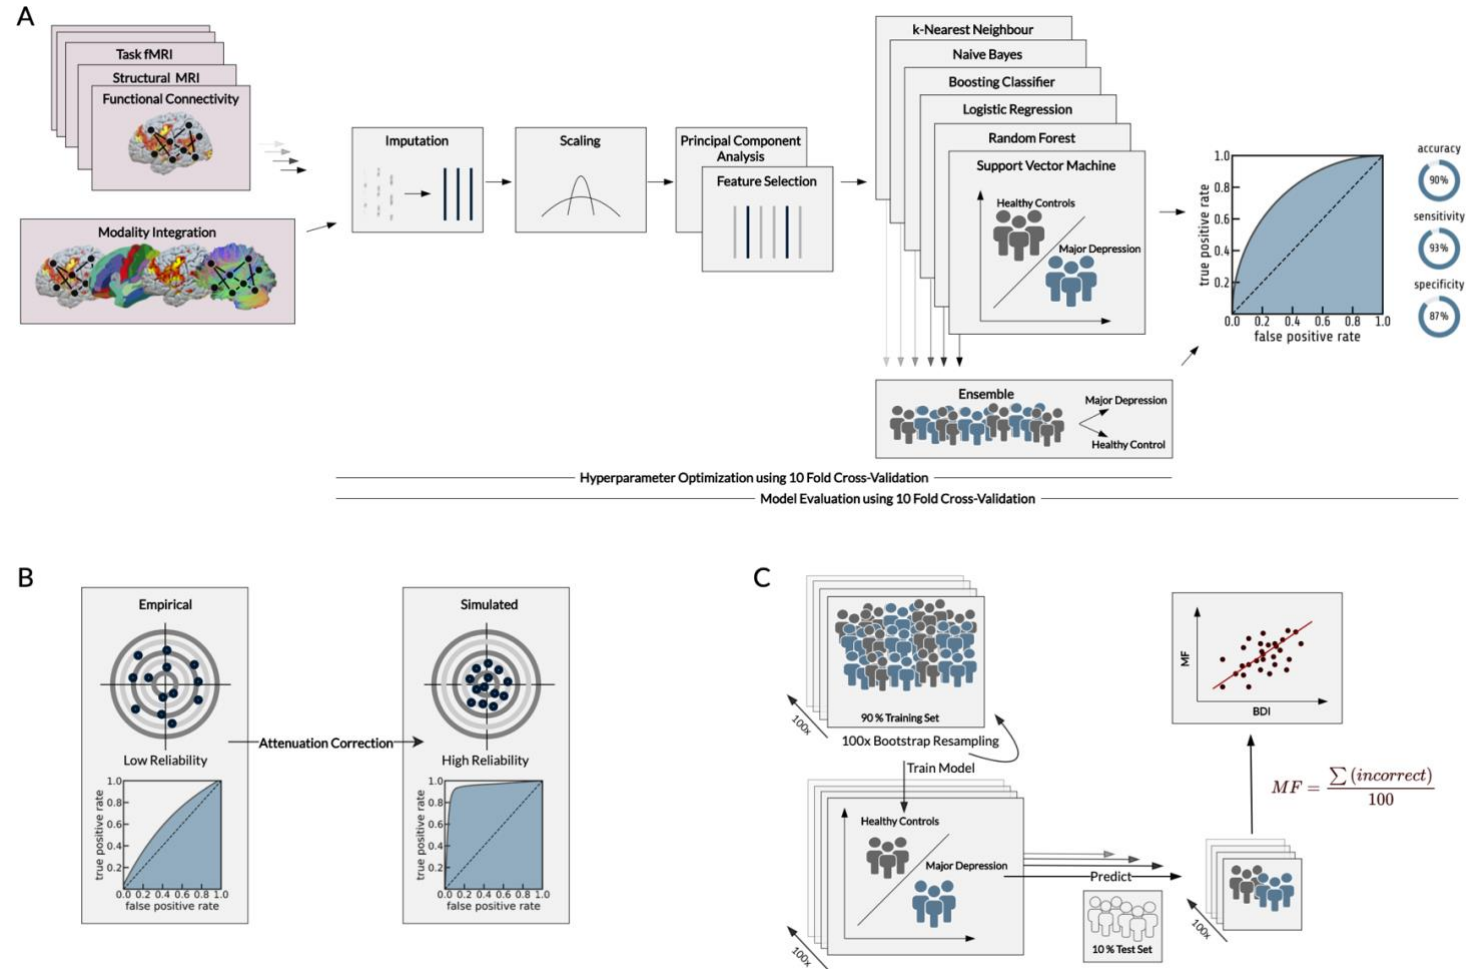 A
Task fMRI
Structural MRI
Functional Connectivity
Modality Integration
Imputation
Scaling
Principal Component
Analysis
Feature Selection
k-Nearest Neighbour
Naive Bayes
Boosting Classifier
Logistic Regression
Random Forest
Support Vector Machine
Healthy Controls
Major Depression
Ensemble
Major Depression
Healthy Control
true positive rate
1.0
0.8
0.6
0.4
0.2
0.0 0.2 0.4 0.6 0.8 1.0
false positive rate
accuracy
90%
sensitivity
93%
specificity
87%
Hyperparameter Optimization using 10 Fold Cross-Validation
Model Evaluation using 10 Fold Cross-Validation
B
Empirical
Low Reliability
true positive rate
1.0
0.8
0.6
0.4
0.2
0.0 0.2 0.4 0.6 0.8 1.0
false positive rate
Attenuation Correction
Simulated
High Reliability
true positive rate
1.0
0.8
0.6
0.4
0.2
0.0 0.2 0.4 0.6 0.8 1.0
false positive rate
C
90 % Training Set
100x
100x Bootstrap Resampling
Train Model
Healthy Controls
Major Depression
100x
Predict
10 % Test Set
100x
MF = ∑ (incorrect) / 100
MF
BDI